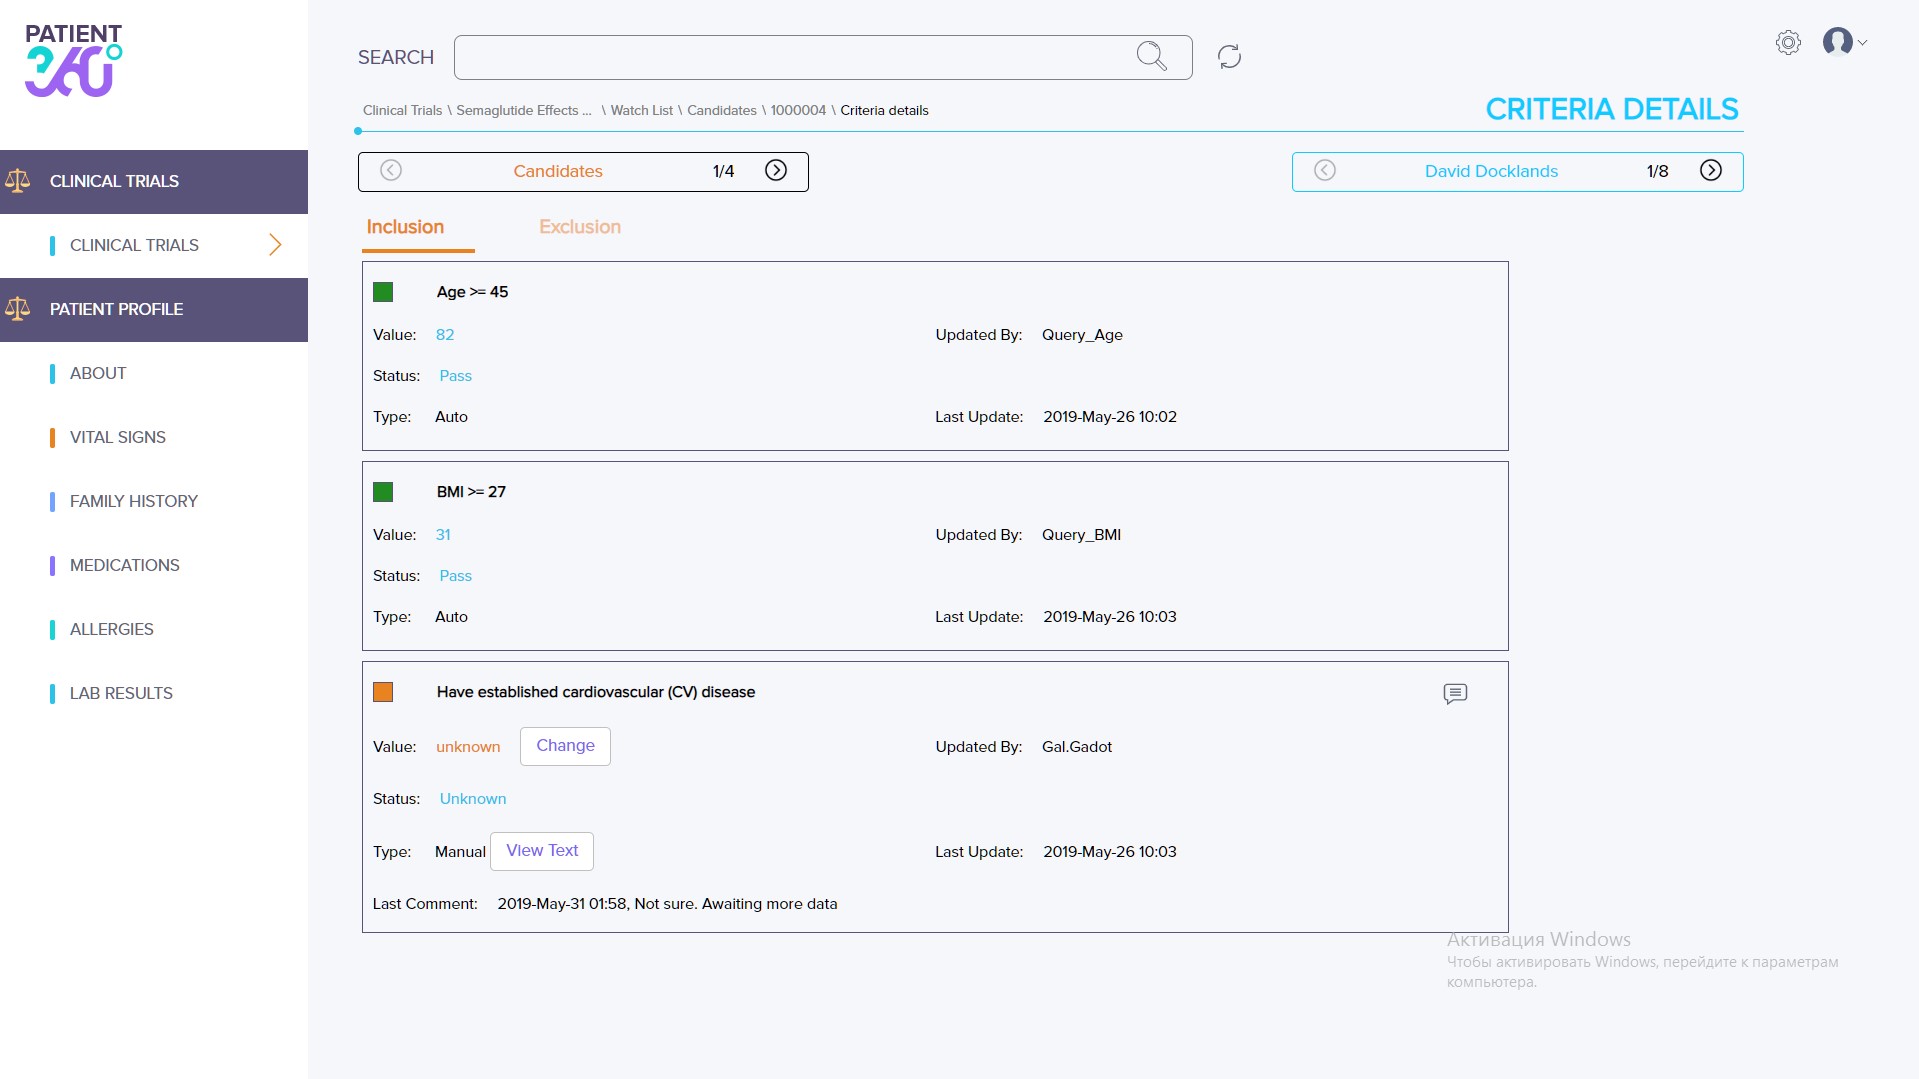 PATIENT
360°
SEARCH
Clinical Trials \ Semaglutide Effects ... \ Watch List \ Candidates \ 1000004 \ Criteria details
CRITERIA DETAILS
Candidates 1/4
David Docklands 1/8
CLINICAL TRIALS
CLINICAL TRIALS
PATIENT PROFILE
ABOUT
VITAL SIGNS
FAMILY HISTORY
MEDICATIONS
ALLERGIES
LAB RESULTS
Inclusion Exclusion
Age >= 45
Value: 82 Updated By: Query_Age
Status: Pass
Type: Auto Last Update: 2019-May-26 10:02
BMI >= 27
Value: 31 Updated By: Query_BMI
Status: Pass
Type: Auto Last Update: 2019-May-26 10:03
Have established cardiovascular (CV) disease
Value: unknown Change Updated By: Gal.Gadot
Status: Unknown
Type: Manual View Text Last Update: 2019-May-26 10:03
Last Comment: 2019-May-31 01:58, Not sure. Awaiting more data
Активация Windows
Чтобы активировать Windows, перейдите к параметрам
компьютера.